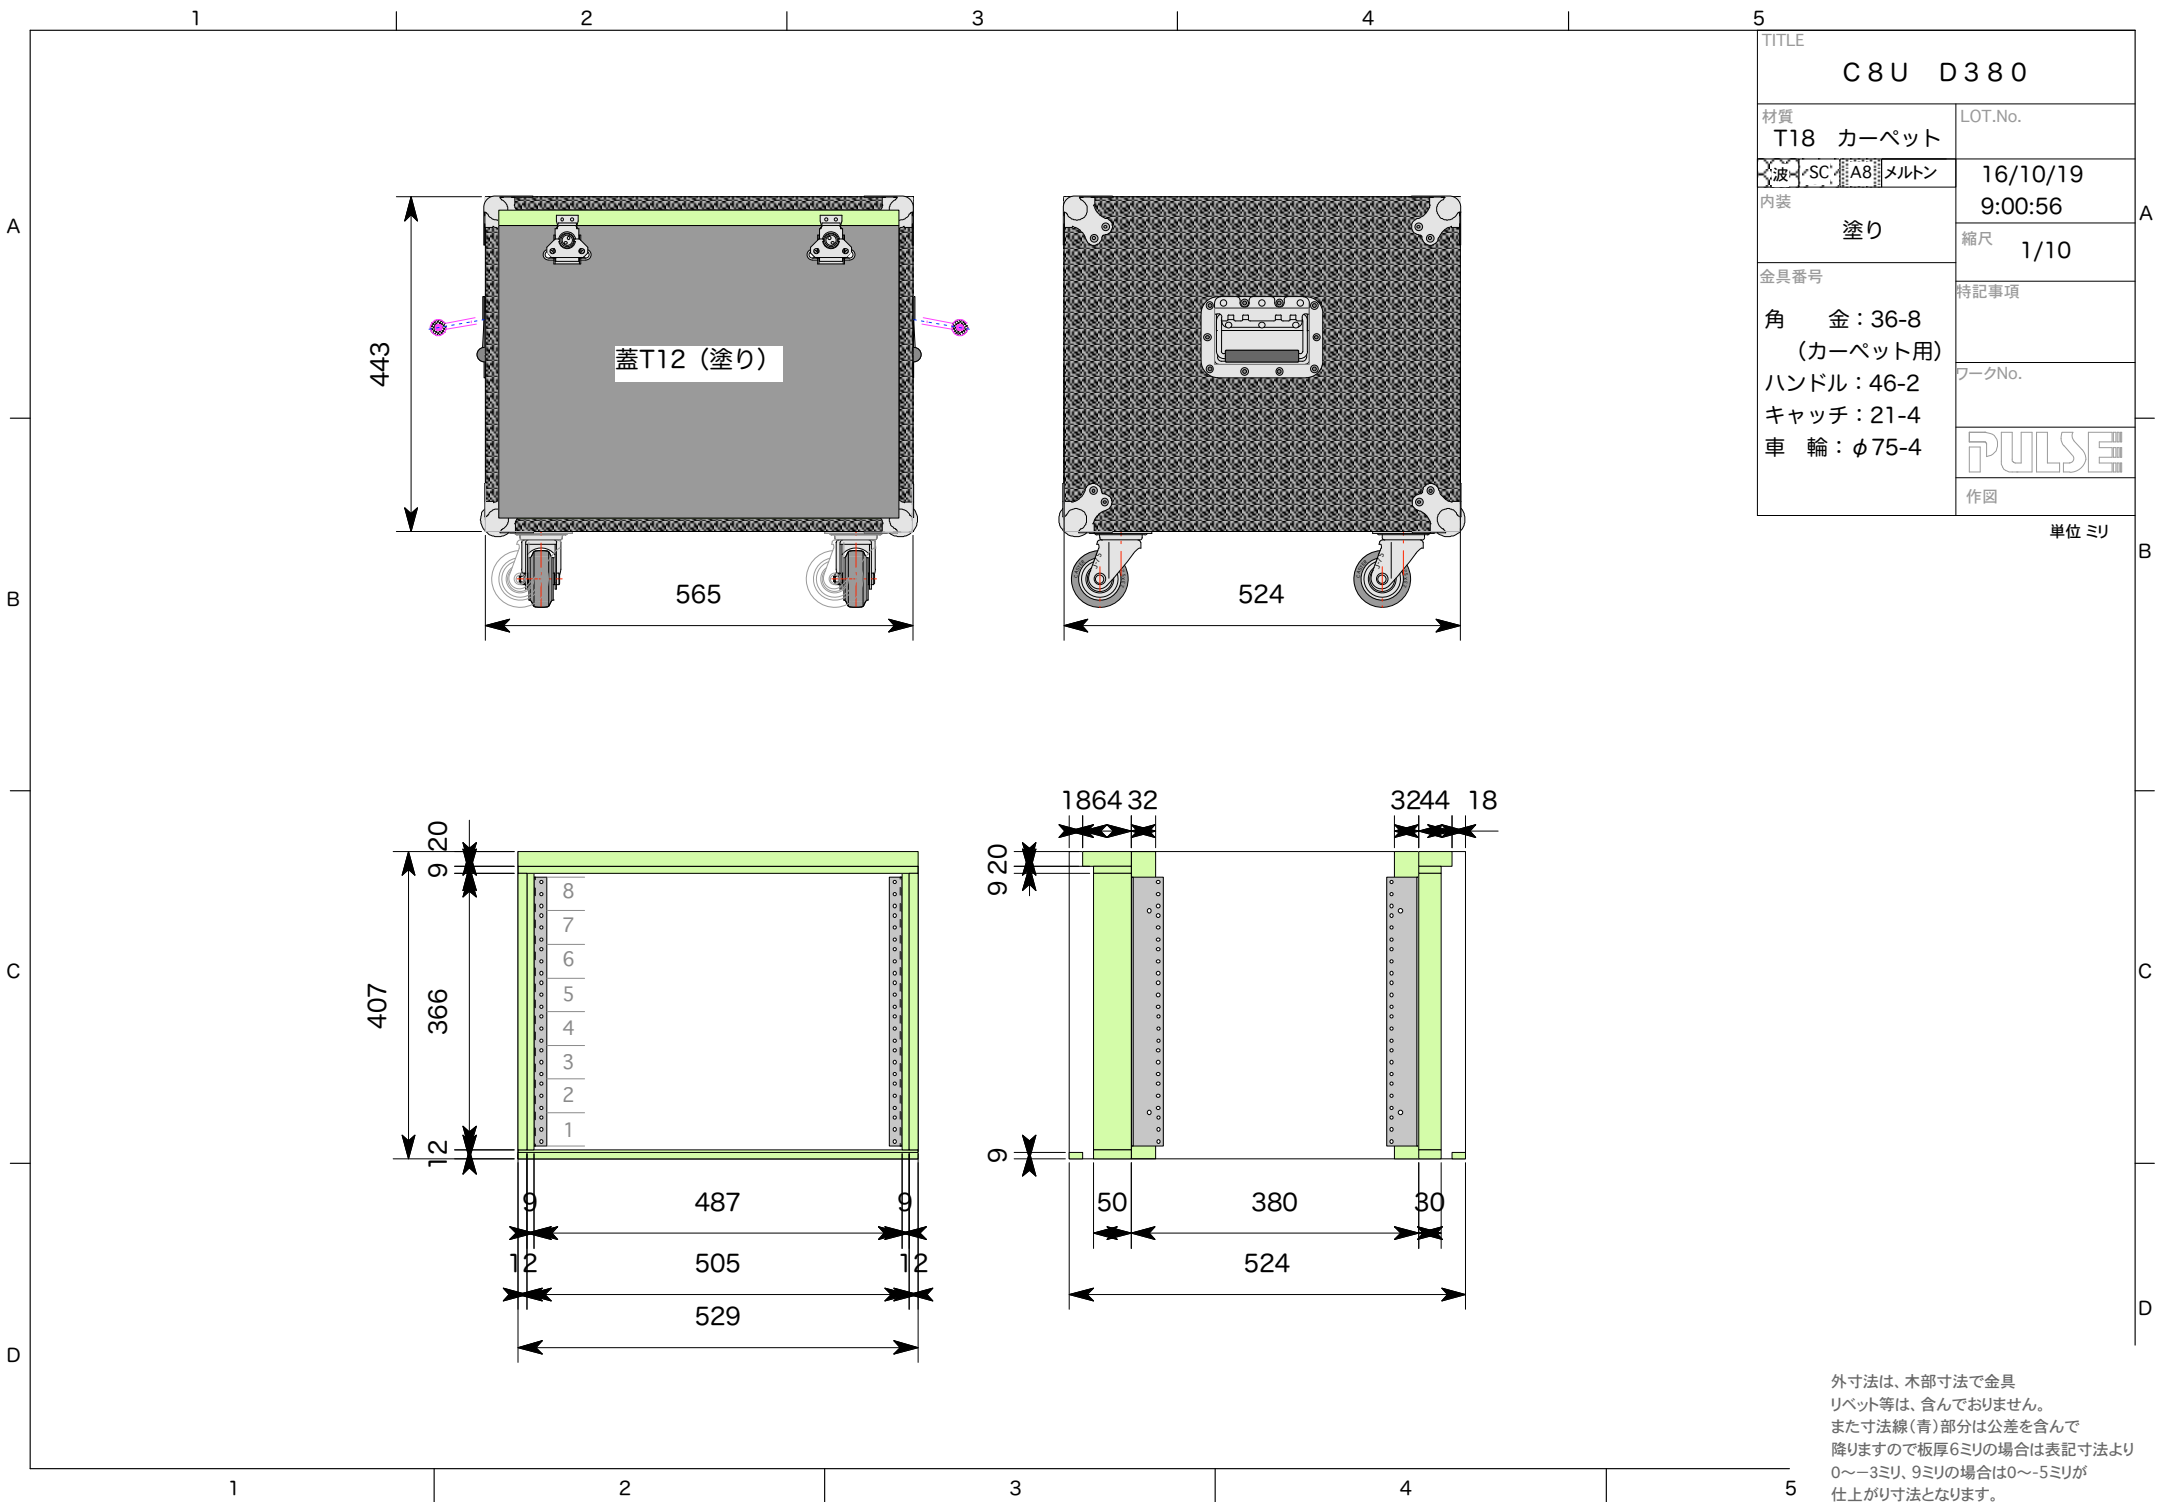 1 2 3 4 5
TITLE
C8U D380
材質
T18 カーペット
LOT.No.
波 SC A8 メルトン
16/10/19
9:00:56
内装
塗り
縮尺
1/10
金具番号
角 金：36-8
（カーペット用）
ハンドル：46-2
キャッチ：21-4
車 輪：φ75-4
特記事項
ワークNo.
PULSE
作図
単位 ミリ
A
A
B
B
C
C
D
D
443
蓋T12（塗り）
565
524
20
9
407
366
12
8
7
6
5
4
3
2
1
9 487 9
12 505 12
529
18 64 32
32 44 18
20
9
9
50 380 30
524
外寸法は、木部寸法で金具
リベット等は、含んでおりません。
また寸法線（青）部分は公差を含んで
降りますので板厚6ミリの場合は表記寸法より
0～－3ミリ、9ミリの場合は0～-5ミリが
仕上がり寸法となります。
1 2 3 4 5